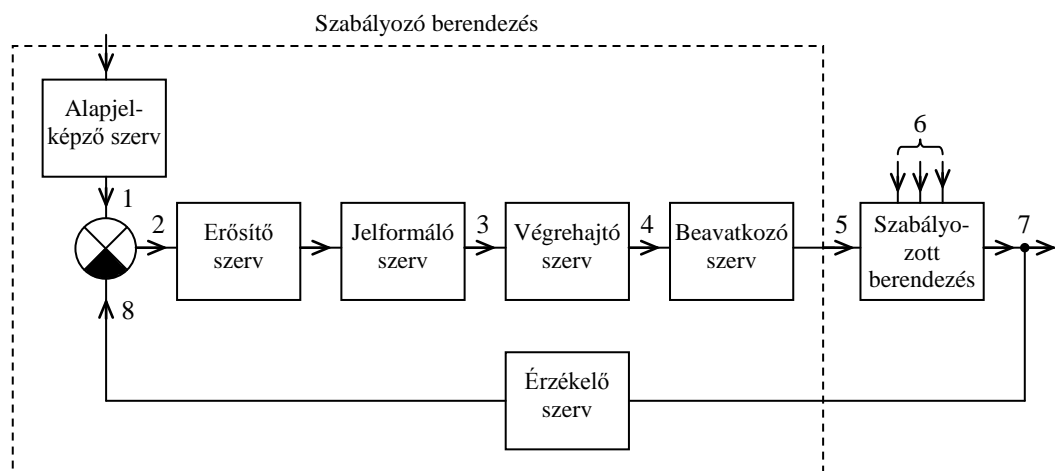 Szabályozó berendezés
Alapjel-
képző szerv
1
2
Erősítő
szerv
Jelformáló
szerv
3
Végrehajtó
szerv
4
Beavatkozó
szerv
5
6
Szabályo-
zott
berendezés
7
8
Érzékelő
szerv